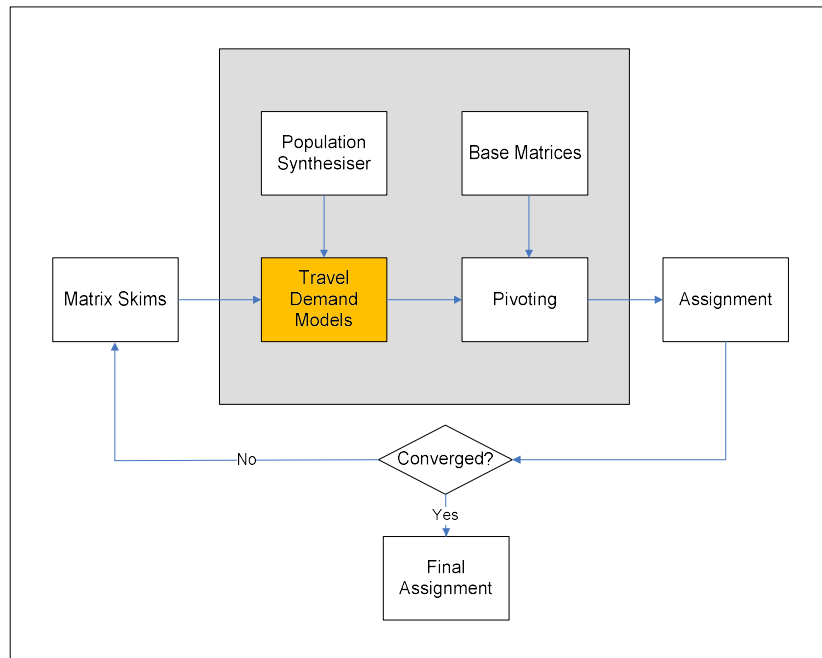 Population
Synthesiser
Base Matrices
Matrix Skims
Travel
Demand
Models
Pivoting
Assignment
Converged?
No
Yes
Final
Assignment